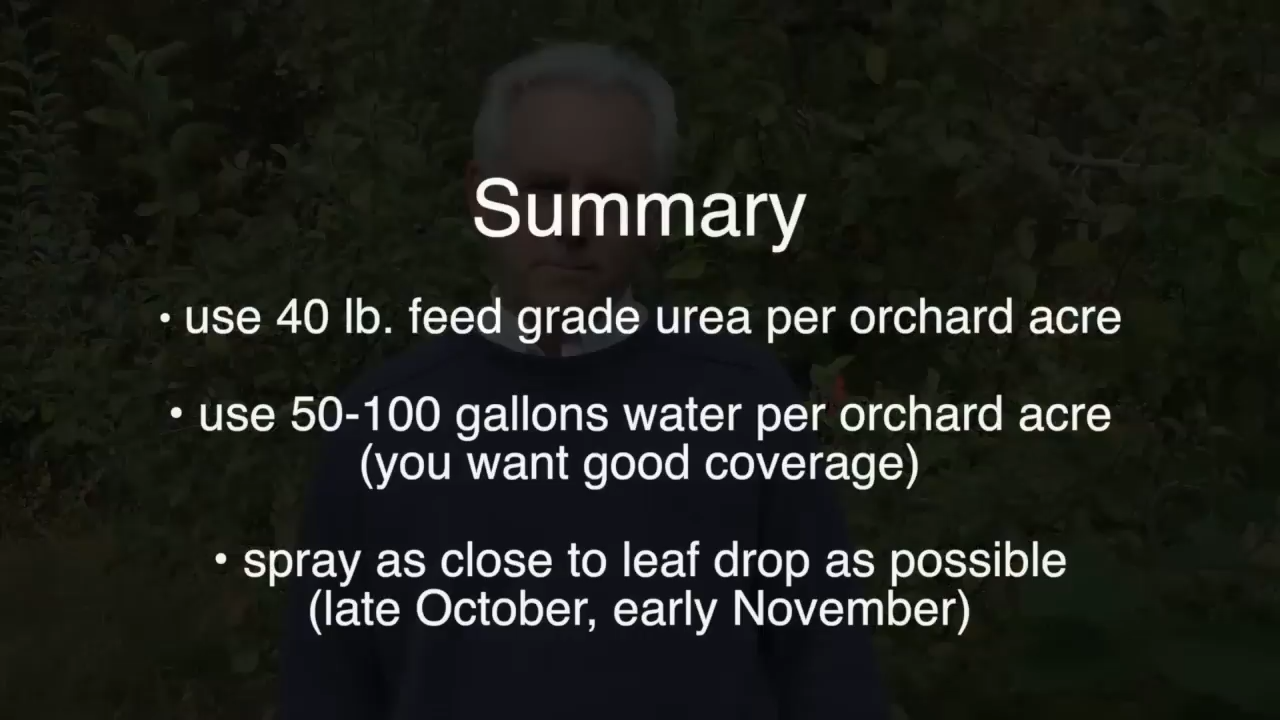 Summary
• use 40 lb. feed grade urea per orchard acre
• use 50-100 gallons water per orchard acre
(you want good coverage)
• spray as close to leaf drop as possible
(late October, early November)